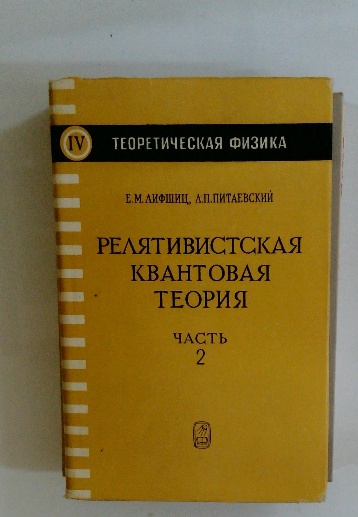 IV
ТЕОРЕТИЧЕСКАЯ ФИЗИКА
Е.М.ЛИФШИЦ, Л.П.ПИТАЕВСКИЙ
РЕЛЯТИВИСТСКАЯ
КВАНТОВАЯ
ТЕОРИЯ
ЧАСТЬ
2